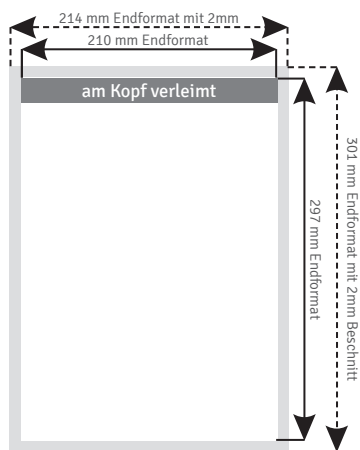 214 mm Endformat mit 2mm
210 mm Endformat
am Kopf verleimt
297 mm Endformat
301 mm Endformat mit 2mm Beschnitt